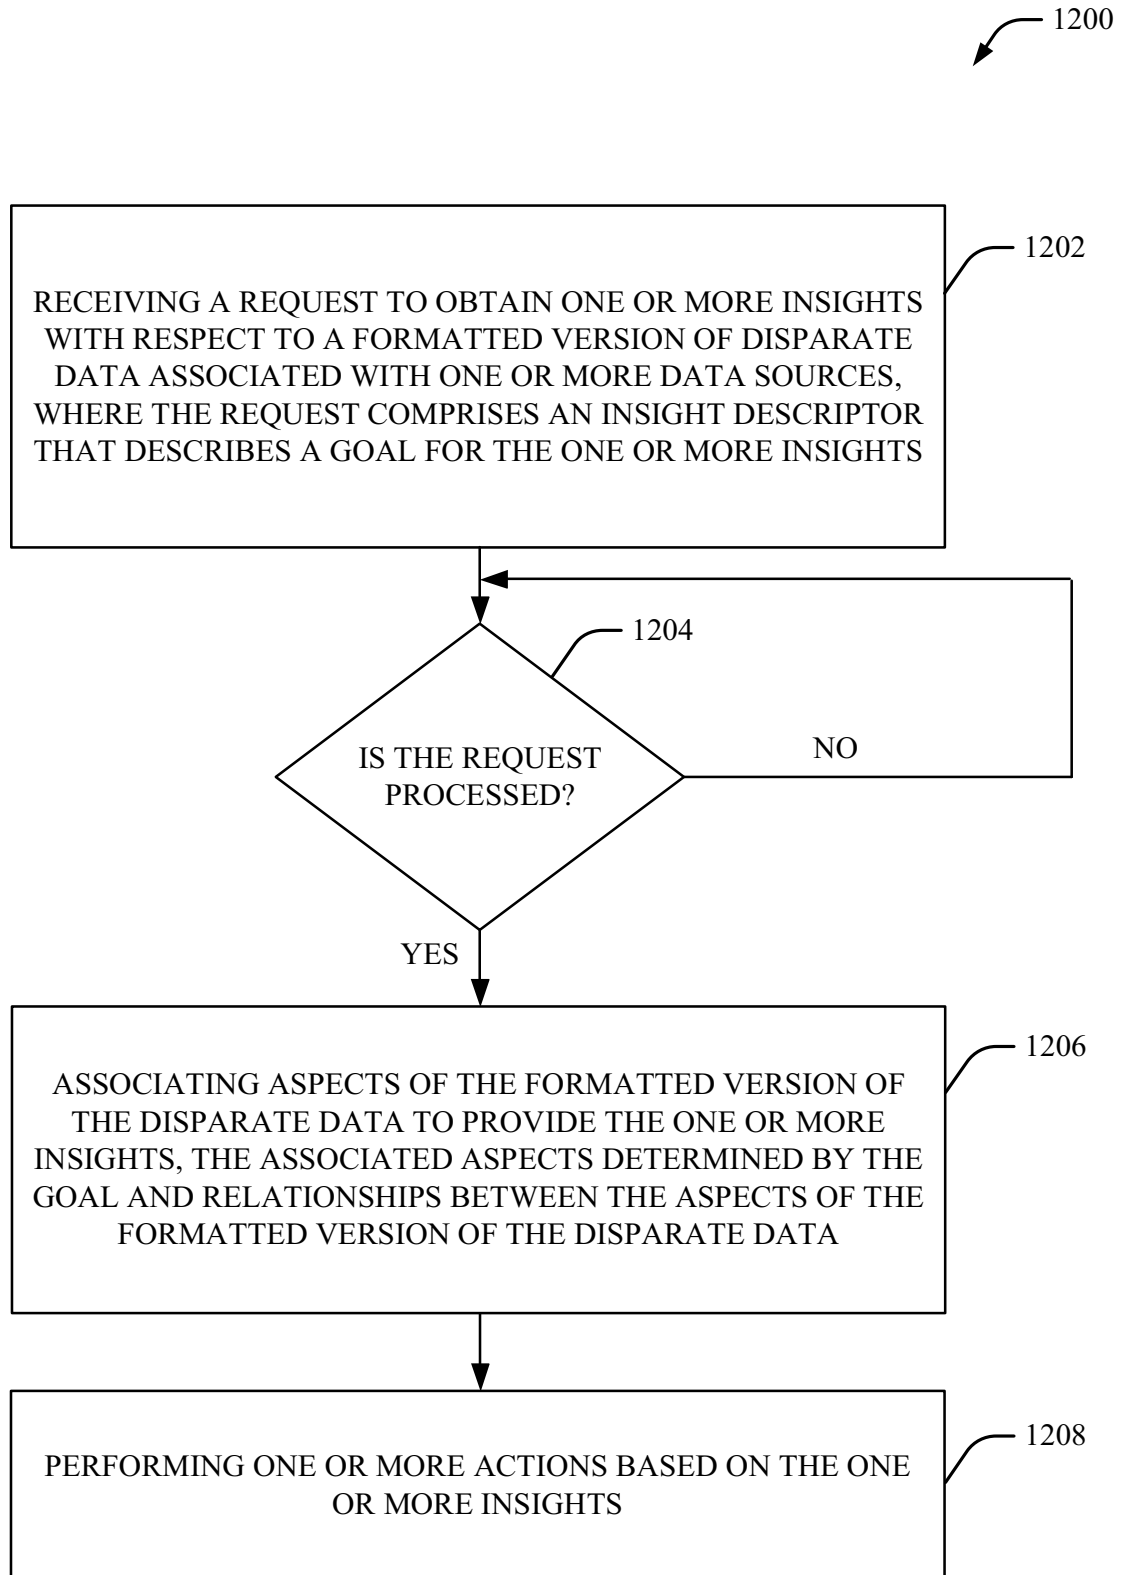 1200
RECEIVING A REQUEST TO OBTAIN ONE OR MORE INSIGHTS
WITH RESPECT TO A FORMATTED VERSION OF DISPARATE
DATA ASSOCIATED WITH ONE OR MORE DATA SOURCES,
WHERE THE REQUEST COMPRISES AN INSIGHT DESCRIPTOR
THAT DESCRIBES A GOAL FOR THE ONE OR MORE INSIGHTS
1202
1204
IS THE REQUEST
PROCESSED?
NO
YES
ASSOCIATING ASPECTS OF THE FORMATTED VERSION OF
THE DISPARATE DATA TO PROVIDE THE ONE OR MORE
INSIGHTS, THE ASSOCIATED ASPECTS DETERMINED BY THE
GOAL AND RELATIONSHIPS BETWEEN THE ASPECTS OF THE
FORMATTED VERSION OF THE DISPARATE DATA
1206
PERFORMING ONE OR MORE ACTIONS BASED ON THE ONE
OR MORE INSIGHTS
1208